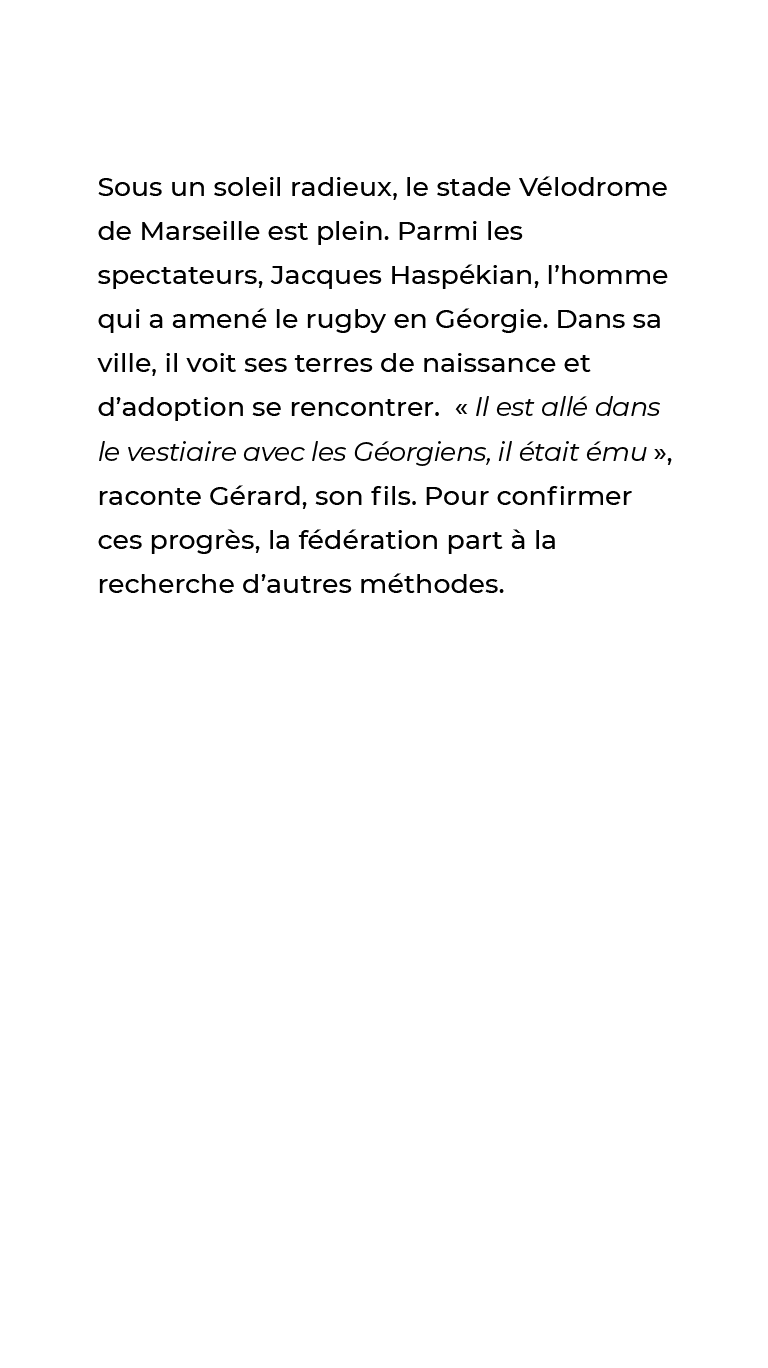 Sous un soleil radieux, le stade Vélodrome
de Marseille est plein. Parmi les
spectateurs, Jacques Haspékian, l’homme
qui a amené le rugby en Géorgie. Dans sa
ville, il voit ses terres de naissance et
d’adoption se rencontrer.  « Il est allé dans
le vestiaire avec les Géorgiens, il était ému »,
raconte Gérard, son fils. Pour confirmer
ces progrès, la fédération part à la
recherche d’autres méthodes.